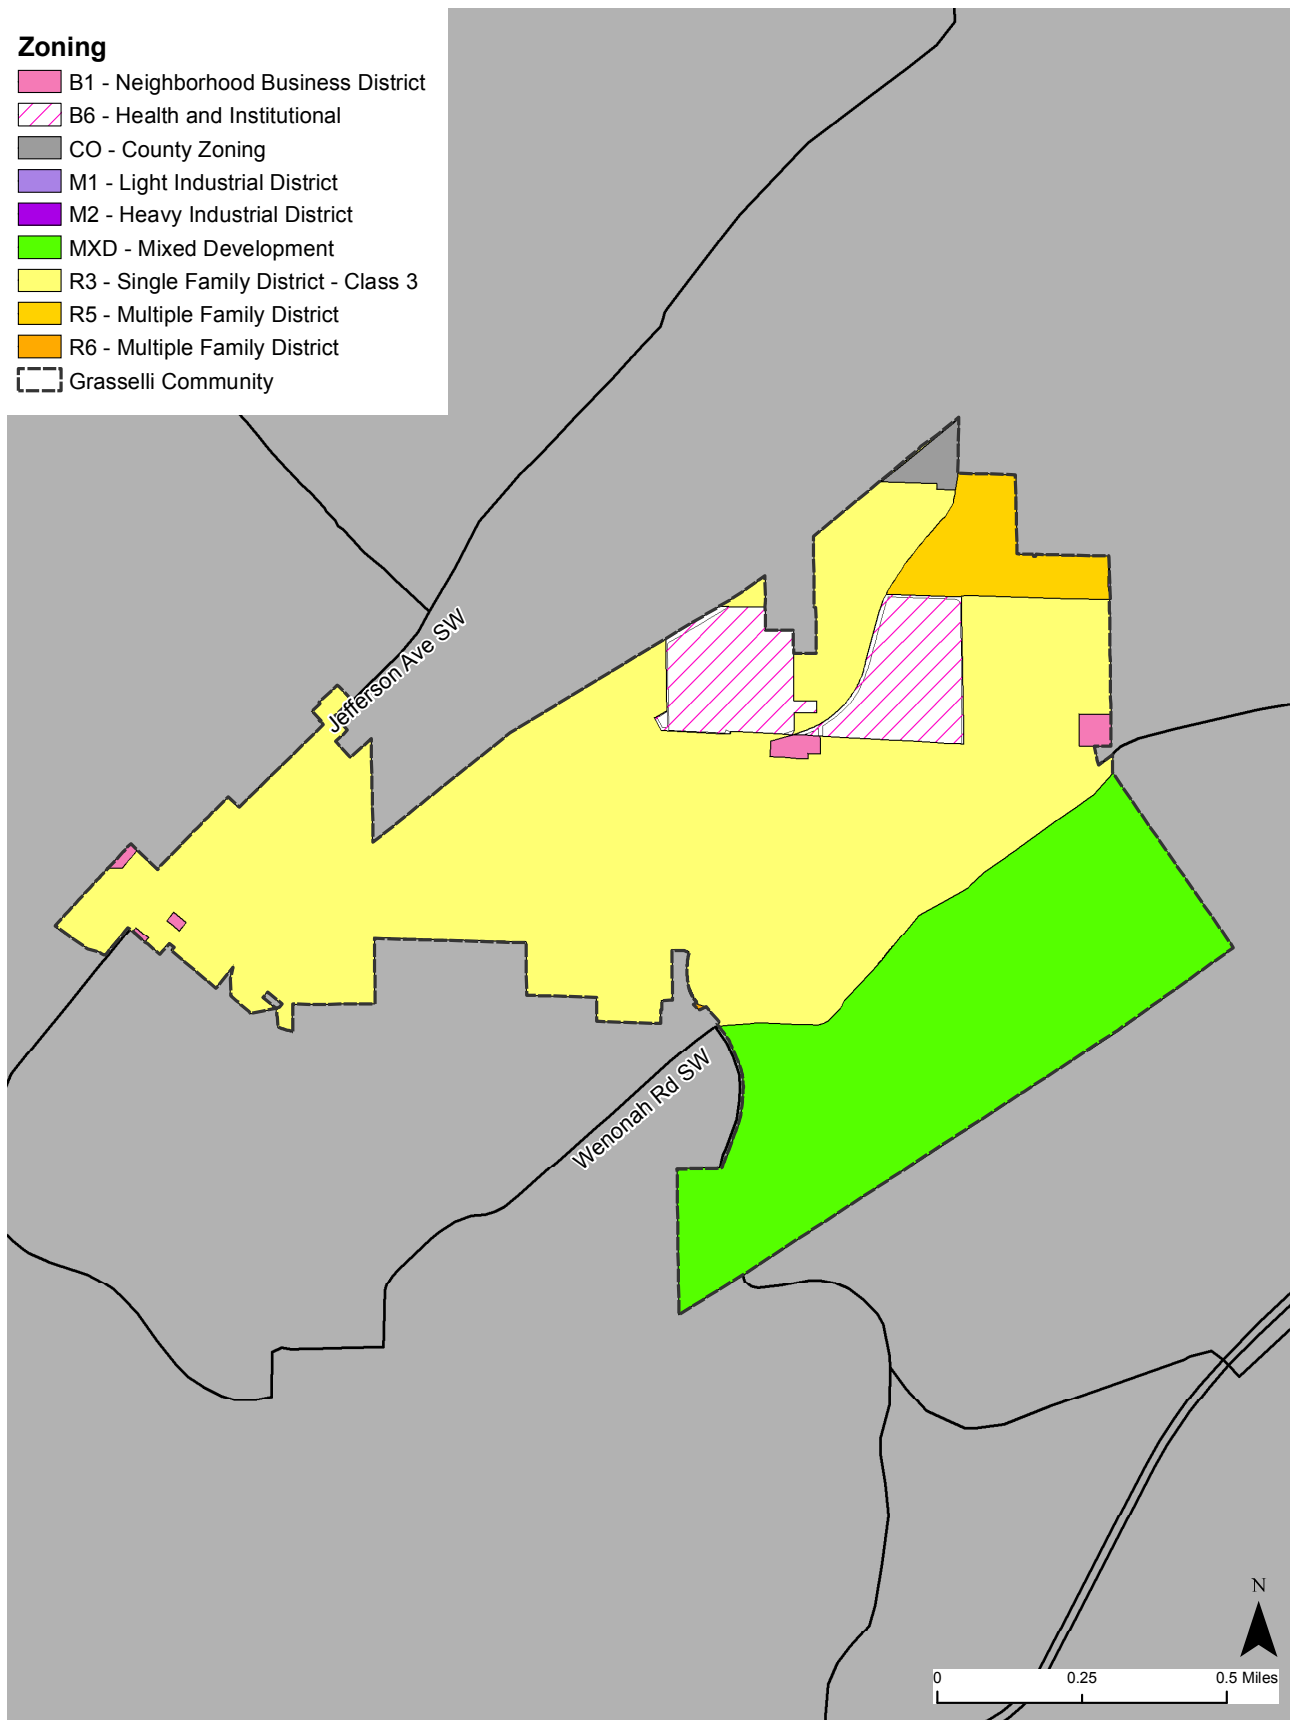 Zoning
B1 - Neighborhood Business District
B6 - Health and Institutional
CO - County Zoning
M1 - Light Industrial District
M2 - Heavy Industrial District
MXD - Mixed Development
R3 - Single Family District - Class 3
R5 - Multiple Family District
R6 - Multiple Family District
Grasselli Community
Jefferson Ave SW
Wenonah Rd SW
N
0 0.25 0.5 Miles